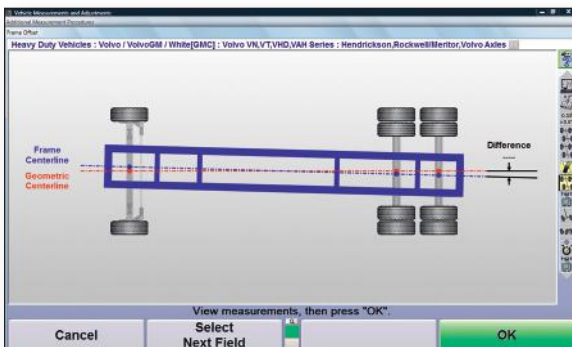 Vehicle Measurements and Adjustments
Additional Measurement Procedures
Frame Offset
Heavy Duty Vehicles : Volvo / VolvoGM / White[GMC] : Volvo VN,VT,VHD,VAH Series : Hendrickson,Rockwell/Meritor,Volvo Axles
Difference
Frame
Centerline
Geometric
Centerline
View measurements, then press "OK".
Cancel
Select
Next Field
OK